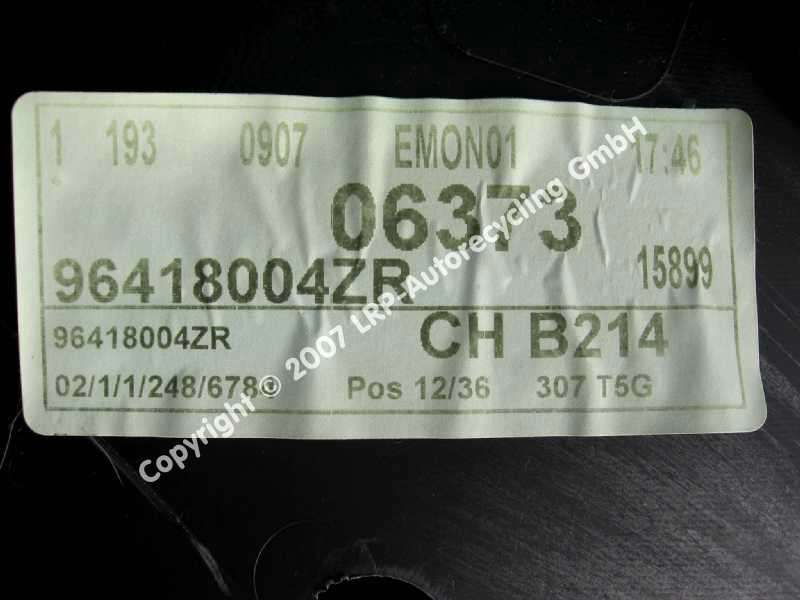 1 193 0907 EMON01 17:46
06373
96418004ZR 15899
96418004ZR CH B214
02/1/1/248/678 Pos 12/36 307 T5G
Copyright © 2007 LRP-Autorecycling GmbH